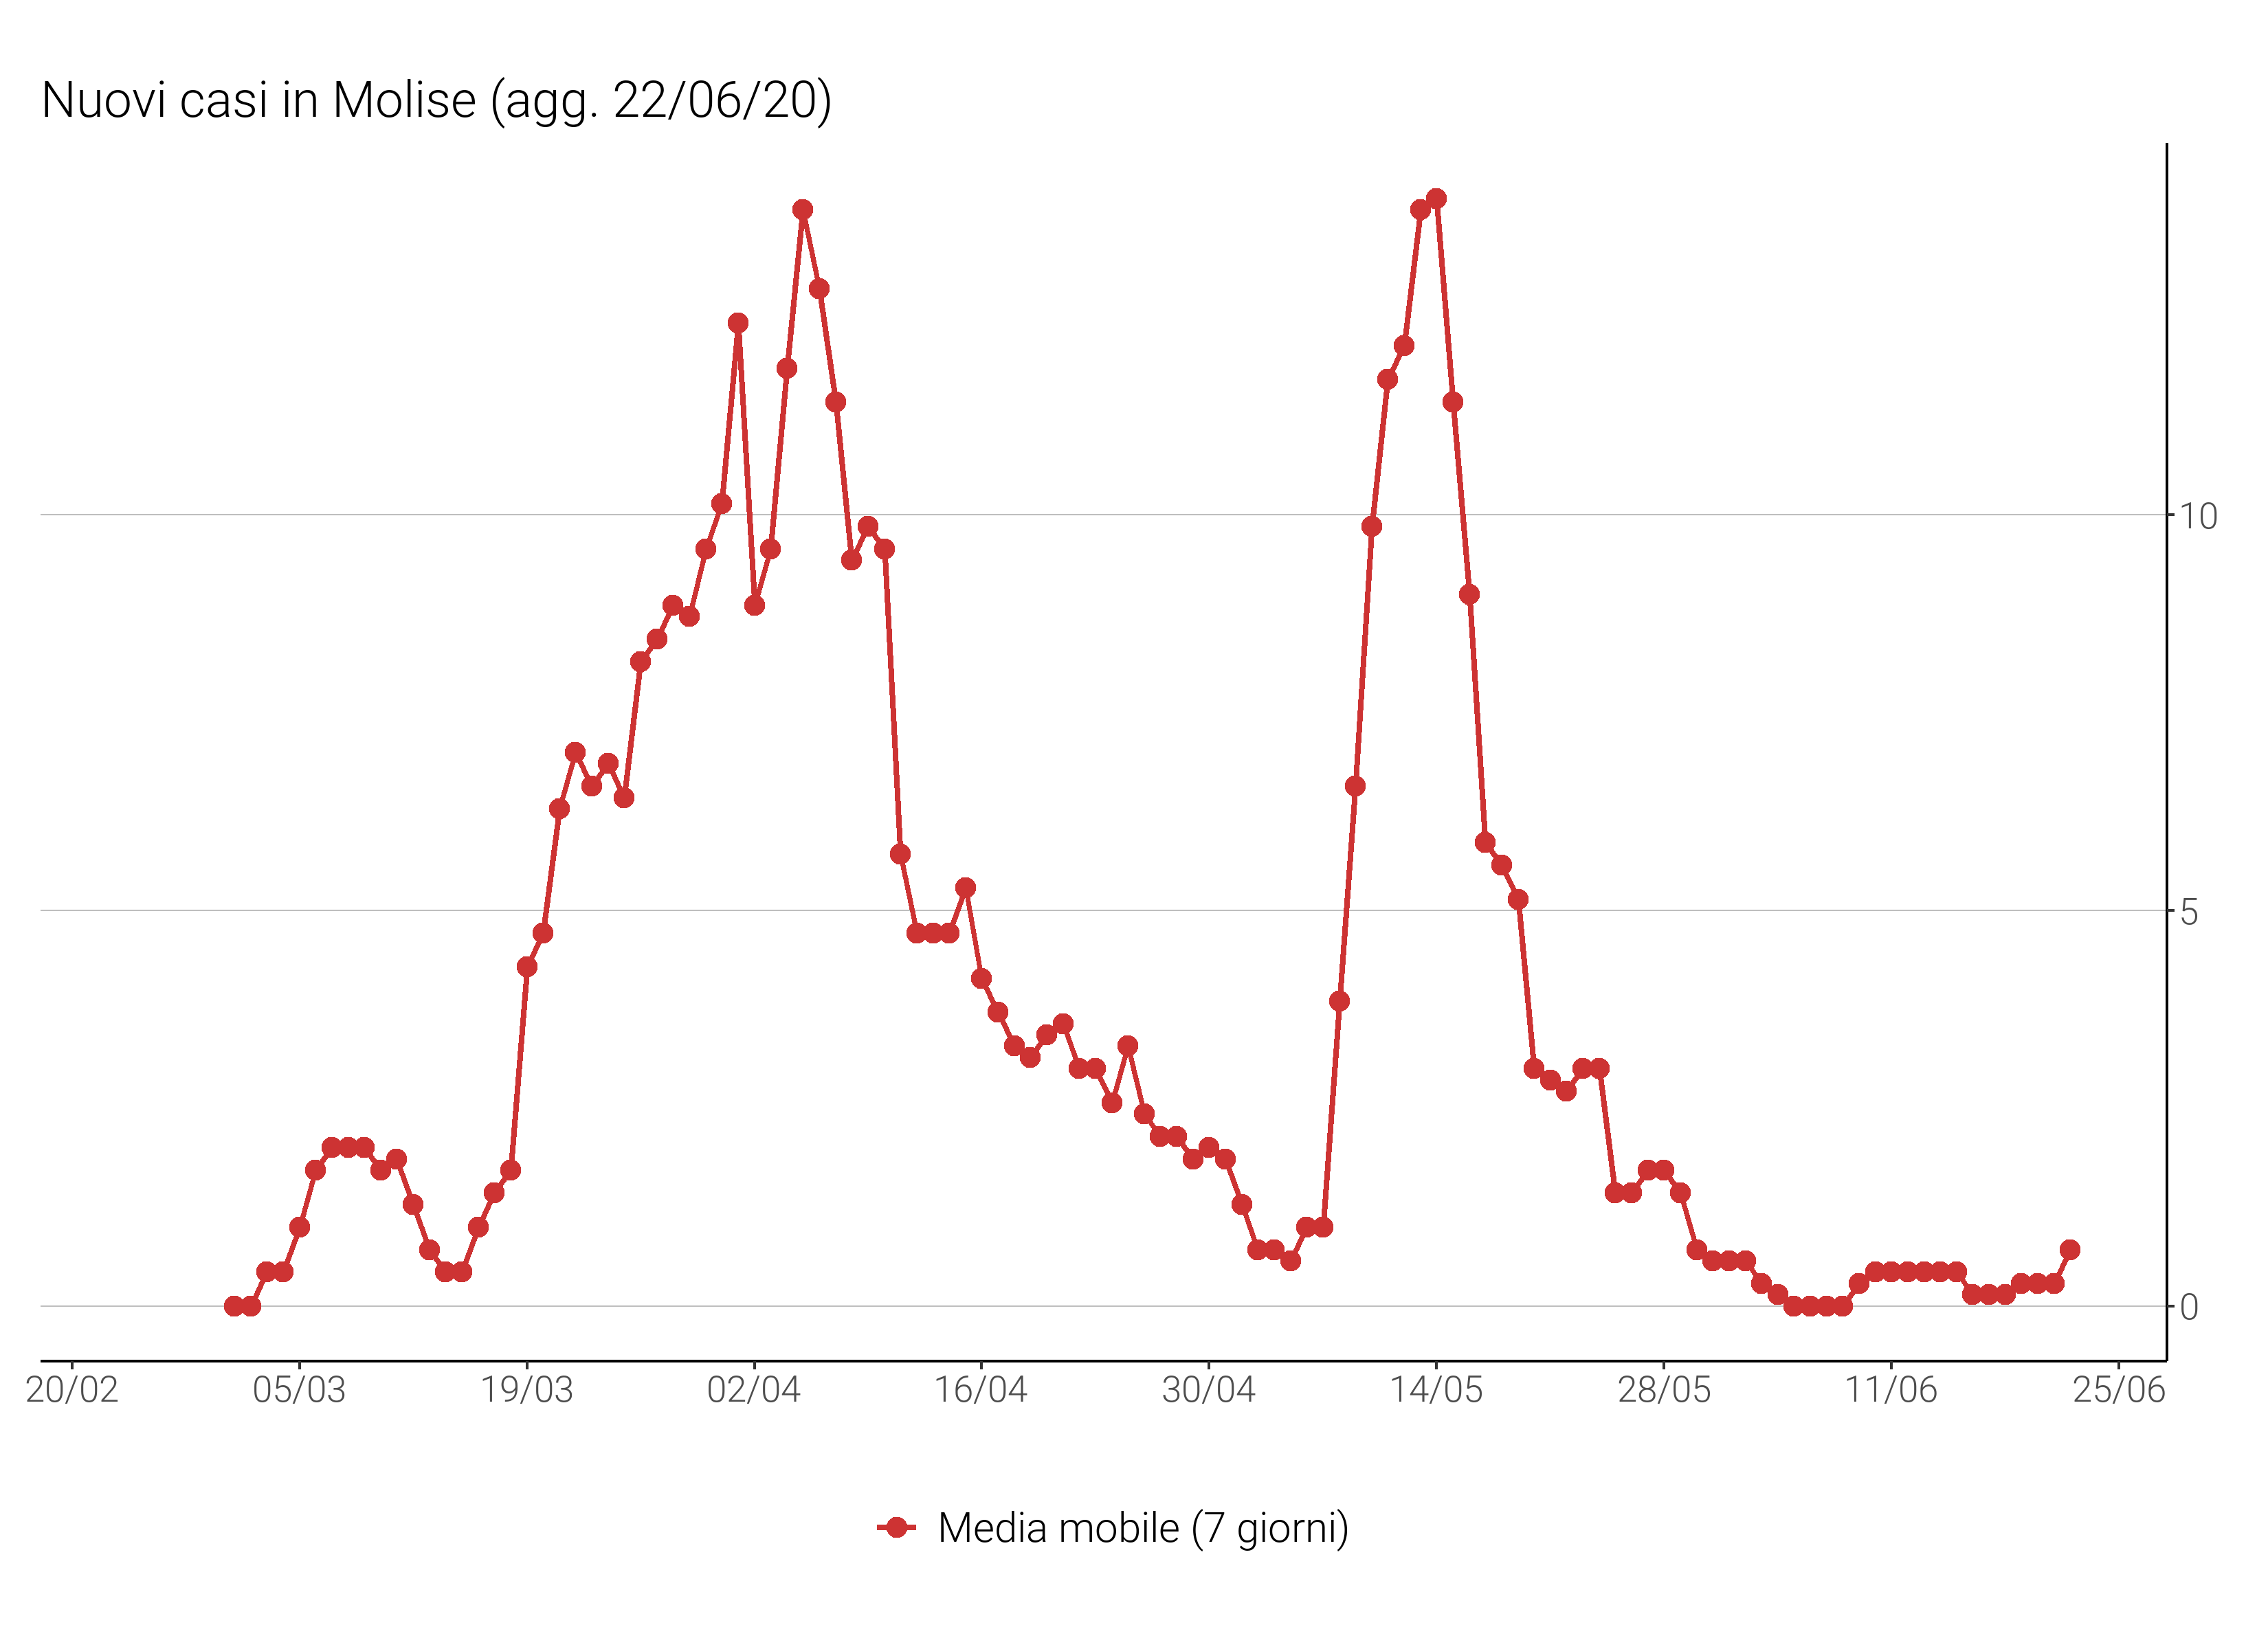 Nuovi casi in Molise (agg. 22/06/20)
10
5
0
20/02 05/03 19/03 02/04 16/04 30/04 14/05 28/05 11/06 25/06
Media mobile (7 giorni)